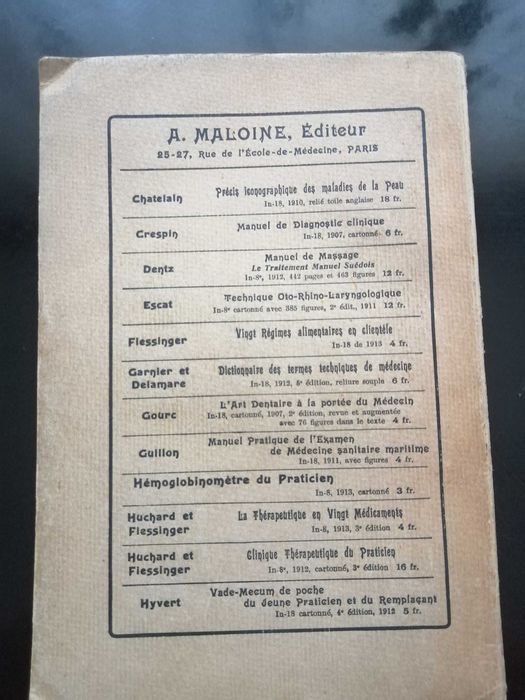 A. MALOINE, Éditeur
25-27, Rue de l'École-de-Médecine, PARIS
Chatelain Précis iconographique des maladies de la Peau
In-18, 1910, relié toile anglaise 18 fr.
Crespin Manuel de Diagnostic clinique
In-18, 1907, cartonné 6 fr.
Dentz Manuel de Massage
Le Traitement Manuel Suédois
In-8°, 1912, 442 pages et 463 figures 12 fr.
Escat Technique Oto-Rhino-Laryngologique
In-8° cartonné avec 385 figures, 2e édit., 1911 12 fr.
Flessinger Vingt Régimes alimentaires en clientèle
In-18 de 1913 4 fr.
Garnier et Delamare Dictionnaire des termes techniques de médecine
In-18, 1912, 5e édition, reliure souple 6 fr.
Gourc L'Art Dentaire à la portée du Médecin
In-18, cartonné, 1907, 2e édition, revue et augmentée
avec 76 figures dans le texte 4 fr.
Guillon Manuel Pratique de l'Examen
de Médecine sanitaire maritime
In-18, 1911, avec figures 4 fr.
Hémoglobinomètre du Praticien
In-8, 1913, cartonné 3 fr.
Huchard et Flessinger La Thérapeutique en Vingt Médicaments
In-8, 1913, 3e édition 4 fr.
Huchard et Flessinger Clinique Thérapeutique du Praticien
In-8°, 1912, cartonné, 3e édition 16 fr.
Hyvert Vade-Mecum de poche
du Jeune Praticien et du Remplaçant
In-18 cartonné, 4e édition, 1912 5 fr.